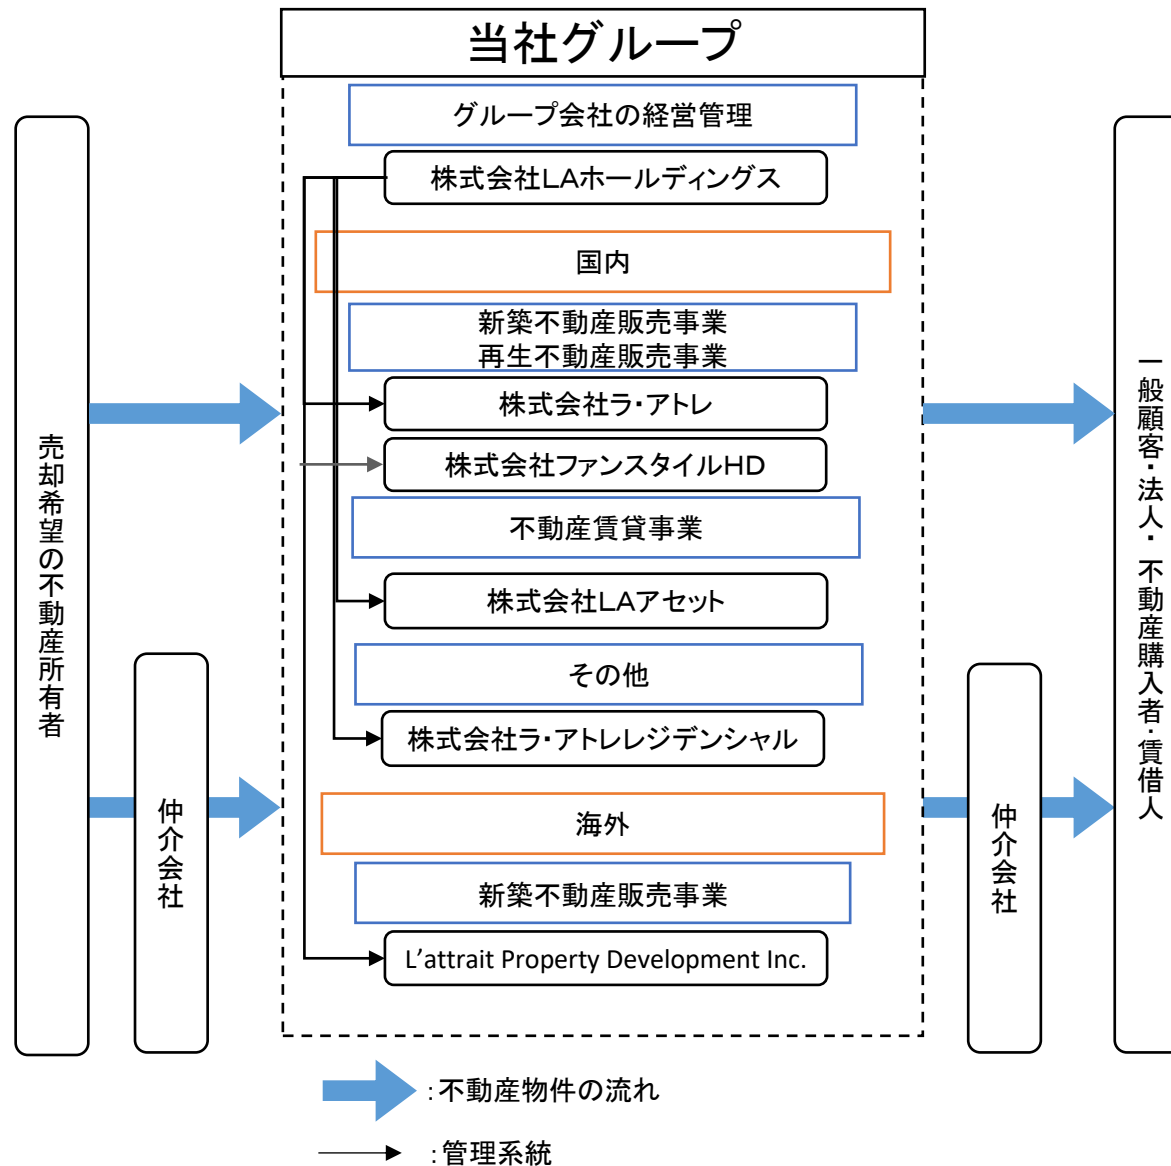 当社グループ
グループ会社の経営管理
株式会社LAホールディングス
国内
新築不動産販売事業
再生不動産販売事業
株式会社ラ・アトレ
株式会社ファンスタイルHD
不動産賃貸事業
株式会社LAアセット
その他
株式会社ラ・アトレレジデンシャル
海外
新築不動産販売事業
L’attrait Property Development Inc.
売却希望の不動産所有者
仲介会社
仲介会社
一般顧客・法人・ 不動産購入者・賃借人
:不動産物件の流れ
:管理系統